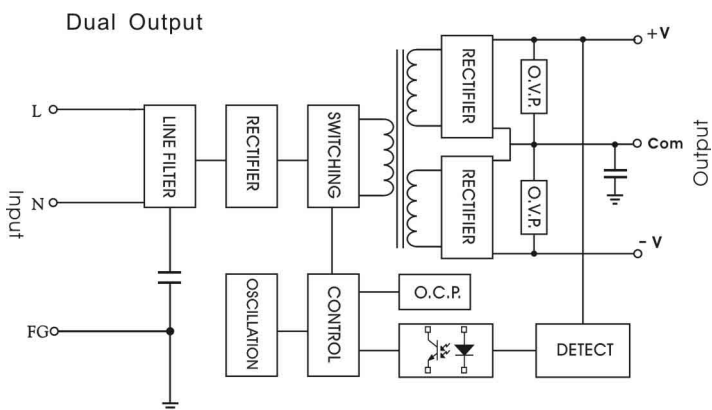 Dual Output
Input
L
N
FG
LINE FILTER
RECTIFIER
SWITCHING
RECTIFIER
RECTIFIER
O.V.P.
O.V.P.
+V
Com
- V
Output
OSCILLATION
CONTROL
O.C.P.
DETECT